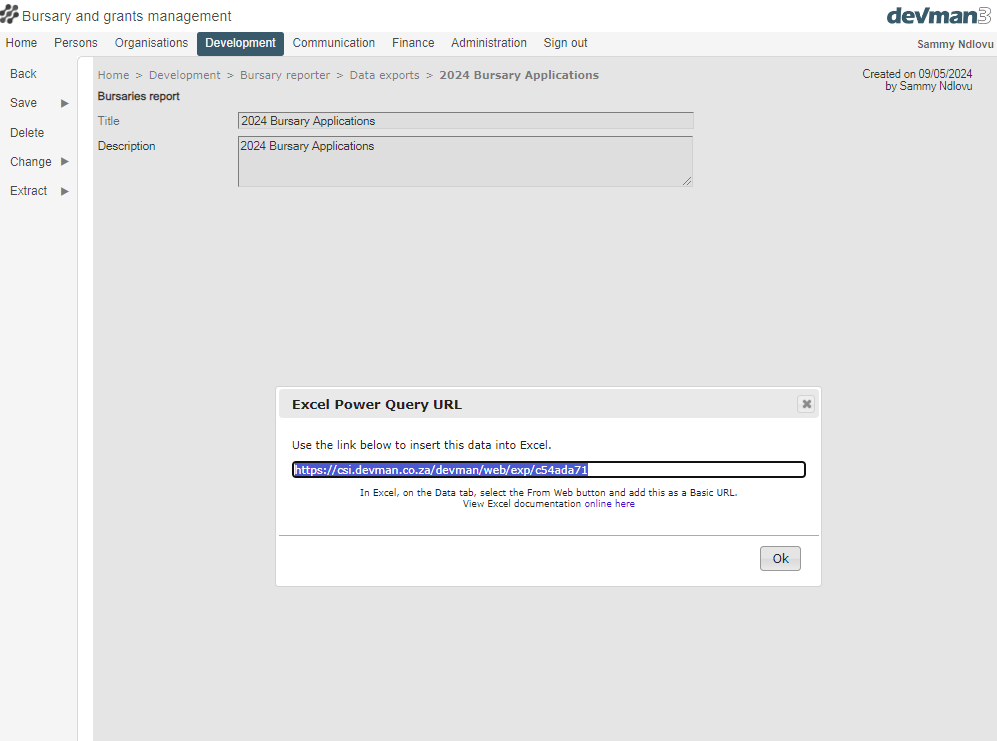 Bursary and grants management
devman3
Home Persons Organisations Development Communication Finance Administration Sign out
Sammy Ndlovu
Back
Save
Delete
Change
Extract
Home > Development > Bursary reporter > Data exports > 2024 Bursary Applications
Created on 09/05/2024
by Sammy Ndlovu
Bursaries report
Title 2024 Bursary Applications
Description 2024 Bursary Applications
Excel Power Query URL
Use the link below to insert this data into Excel.
https://csi.devman.co.za/devman/web/exp/c54ada71
In Excel, on the Data tab, select the From Web button and add this as a Basic URL.
View Excel documentation online here
Ok